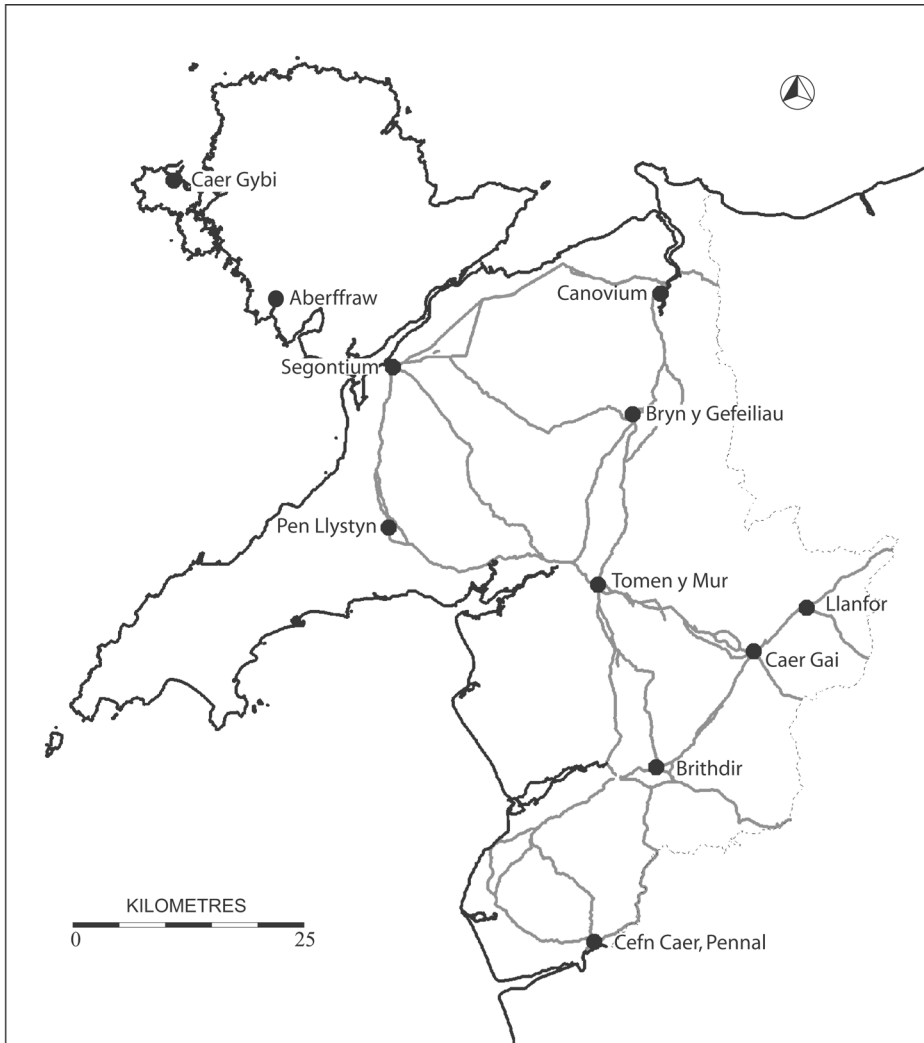 Caer Gybi
Aberffraw
Canovium
Segontium
Bryn y Gefeiliau
Pen Llystyn
Tomen y Mur
Llanfor
Caer Gai
Brithdir
KILOMETRES
0 25
Cefn Caer, Pennal